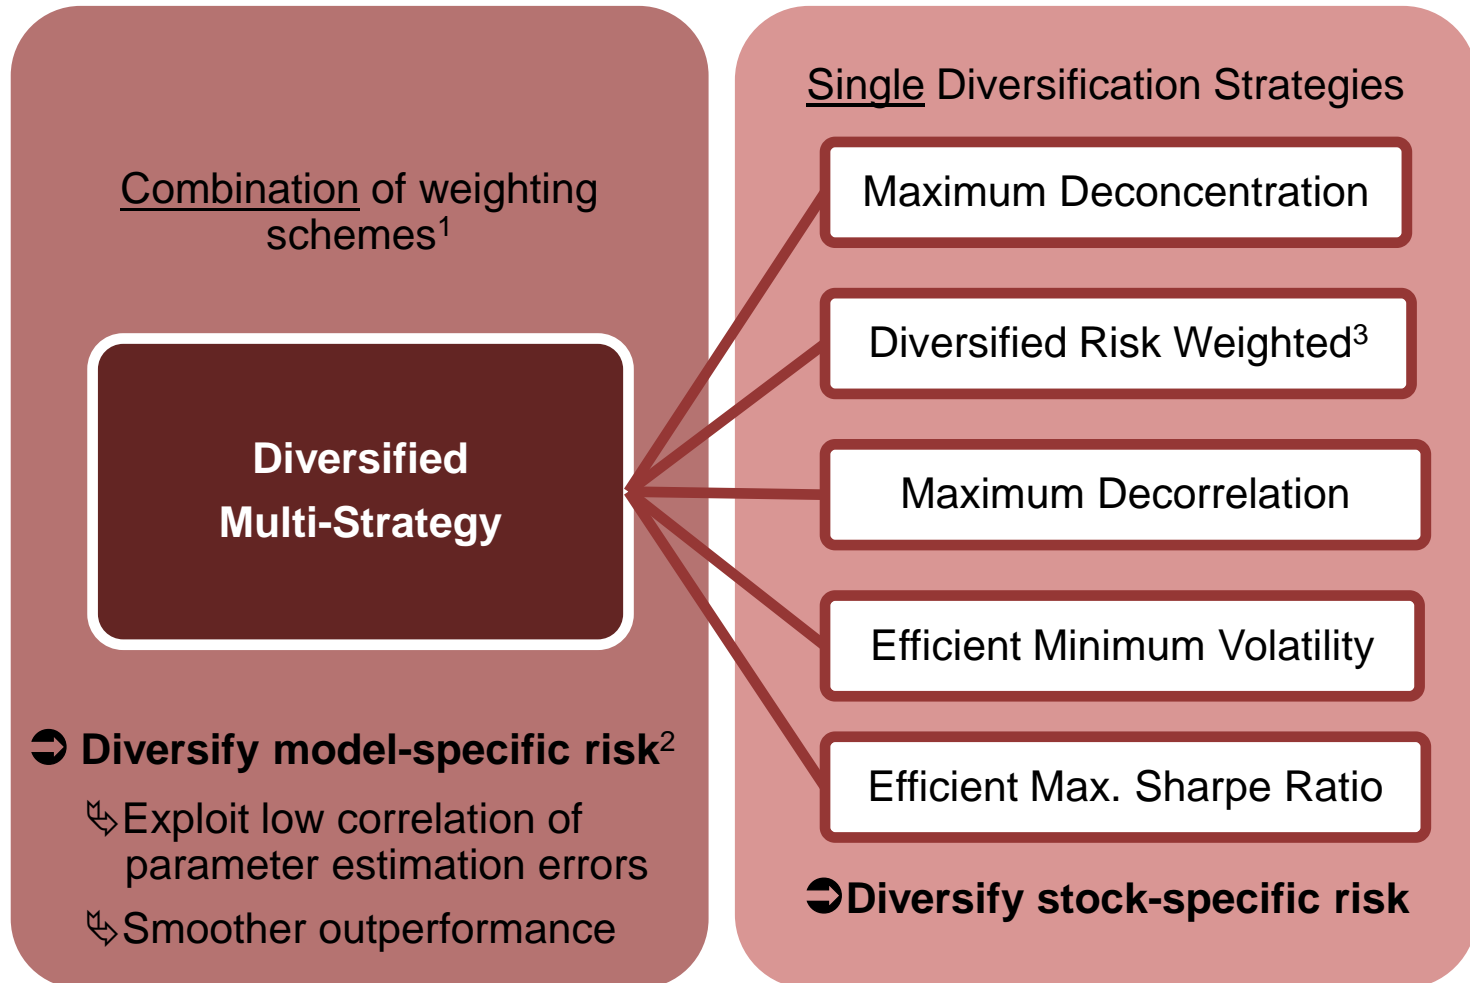 Combination of weighting
schemes¹
Diversified
Multi-Strategy
➲ Diversify model-specific risk²
↳Exploit low correlation of
parameter estimation errors
↳Smoother outperformance
Single Diversification Strategies
Maximum Deconcentration
Diversified Risk Weighted³
Maximum Decorrelation
Efficient Minimum Volatility
Efficient Max. Sharpe Ratio
➲Diversify stock-specific risk